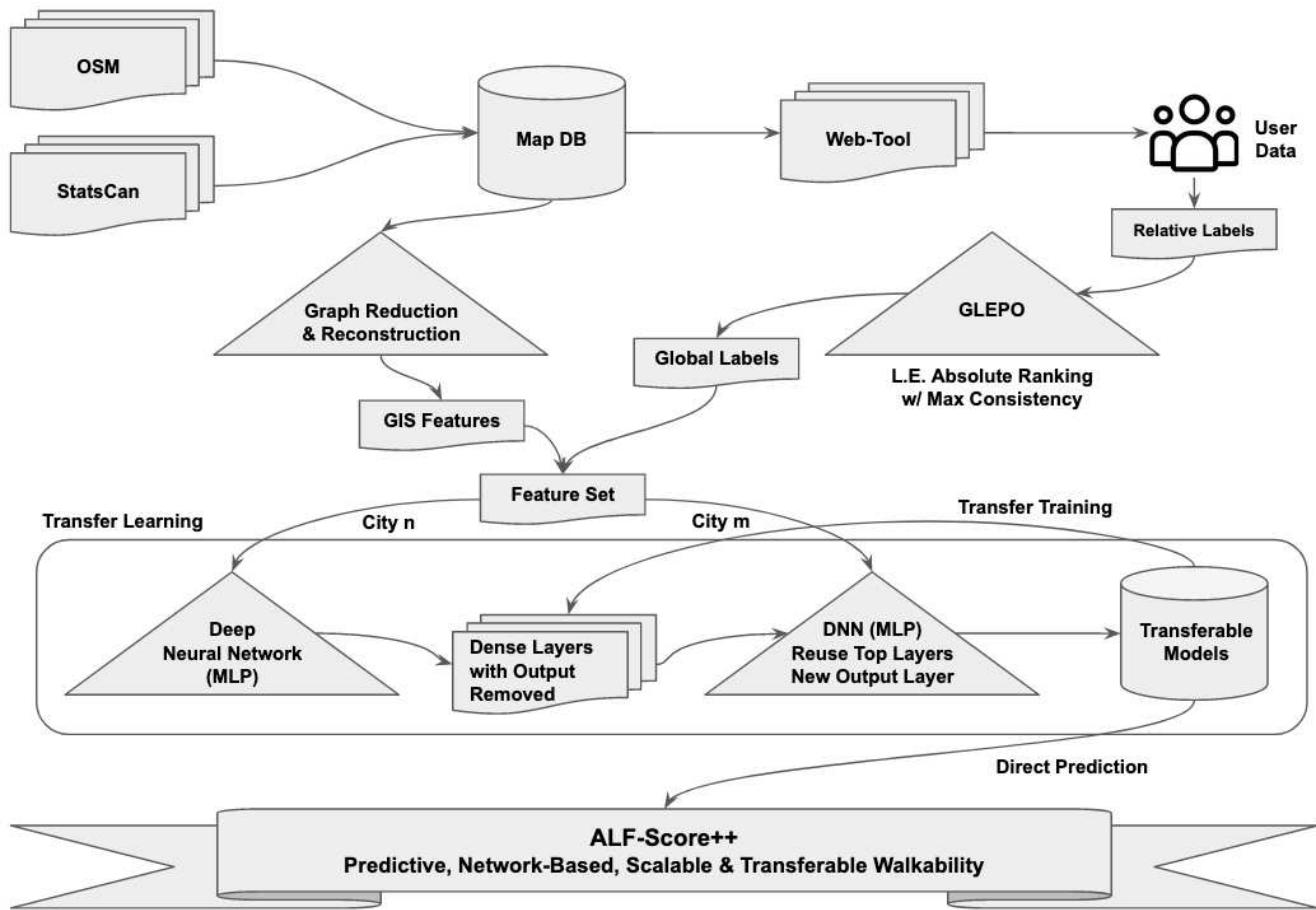 OSM
StatsCan
Map DB
Web-Tool
User
Data
Relative Labels
Graph Reduction
& Reconstruction
GLEPO
L.E. Absolute Ranking
w/ Max Consistency
Global Labels
GIS Features
Feature Set
Transfer Learning
City n
City m
Transfer Training
Deep
Neural Network
(MLP)
Dense Layers
with Output
Removed
DNN (MLP)
Reuse Top Layers
New Output Layer
Transferable
Models
Direct Prediction
ALF-Score++
Predictive, Network-Based, Scalable & Transferable Walkability